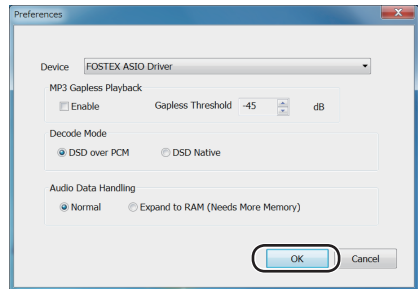 Preferences
Device FOSTEX ASIO Driver
MP3 Gapless Playback
Enable Gapless Threshold -45 dB
Decode Mode
DSD over PCM DSD Native
Audio Data Handling
Normal Expand to RAM (Needs More Memory)
OK Cancel